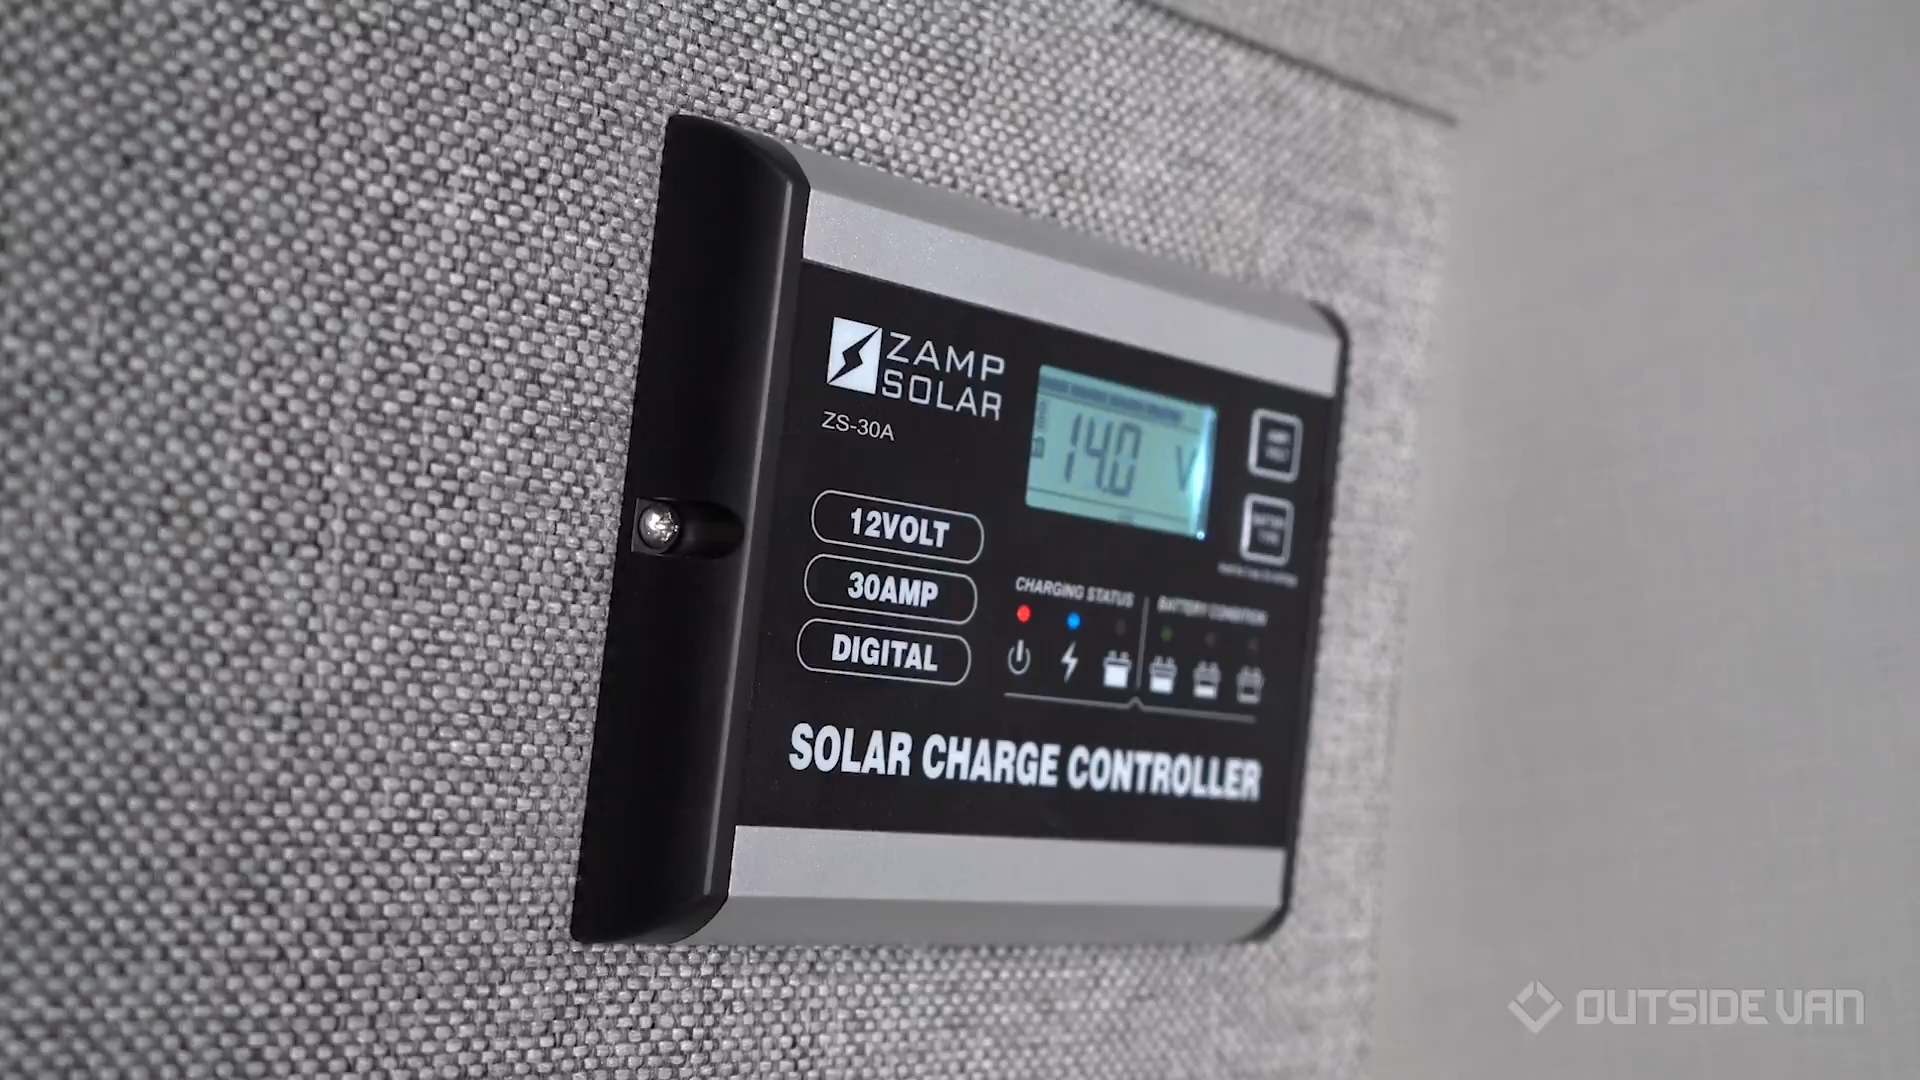 ZAMP
SOLAR
ZS-30A
14.0 V
12VOLT
30AMP
DIGITAL
CHARGING STATUS
BATTERY CONDITION
SOLAR CHARGE CONTROLLER
OUTSIDE VAN